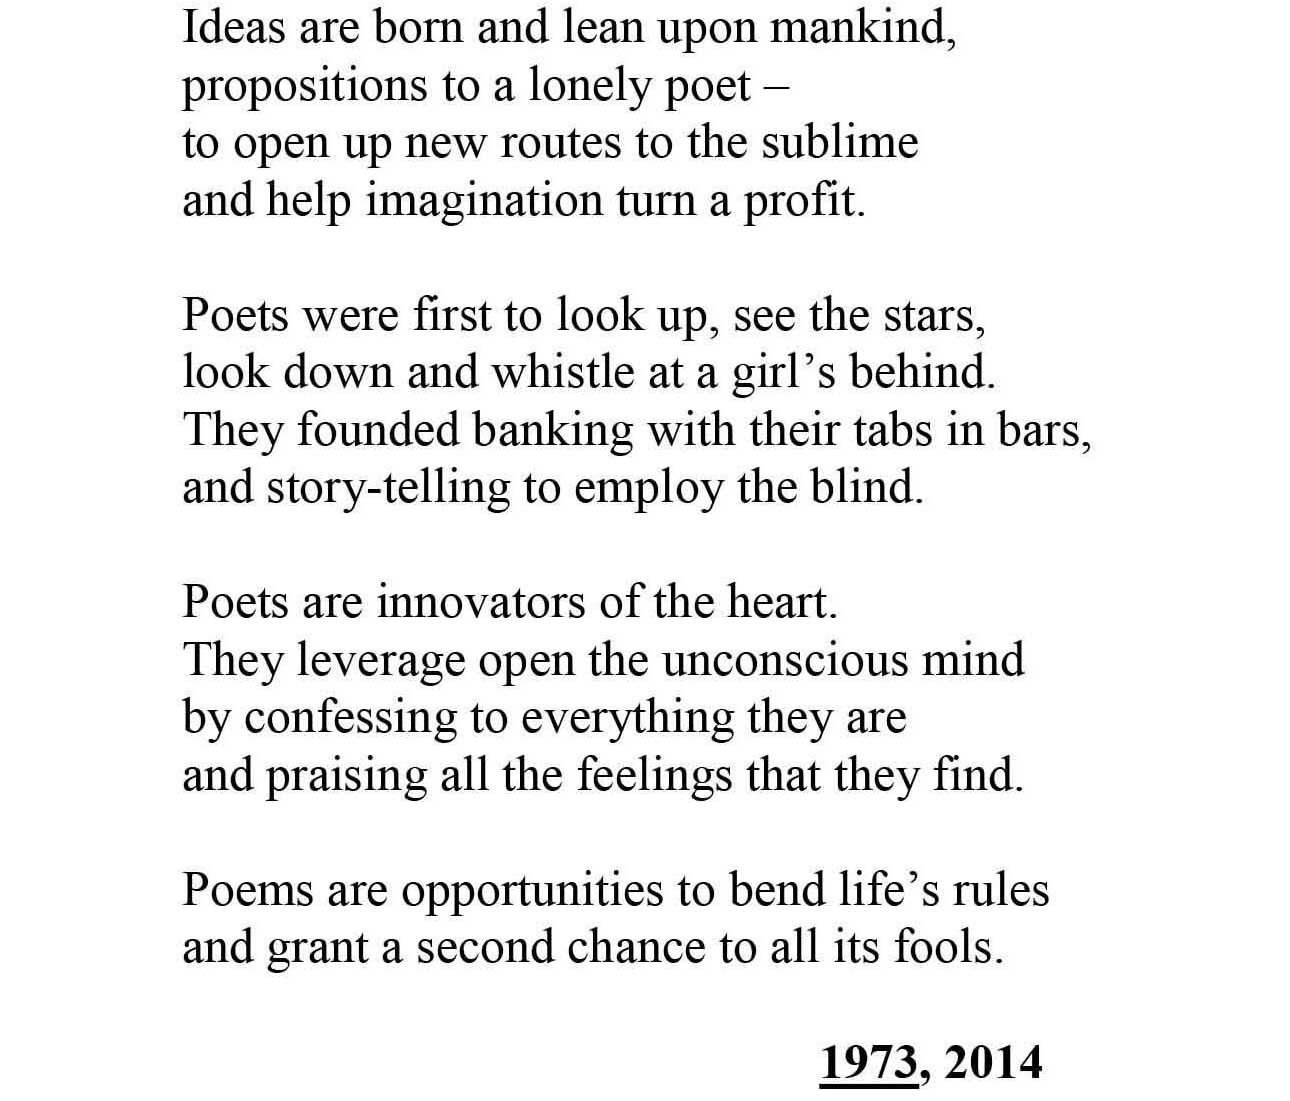 Ideas are born and lean upon mankind,
propositions to a lonely poet –
to open up new routes to the sublime
and help imagination turn a profit.
Poets were first to look up, see the stars,
look down and whistle at a girl’s behind.
They founded banking with their tabs in bars,
and story-telling to employ the blind.
Poets are innovators of the heart.
They leverage open the unconscious mind
by confessing to everything they are
and praising all the feelings that they find.
Poems are opportunities to bend life’s rules
and grant a second chance to all its fools.
1973, 2014